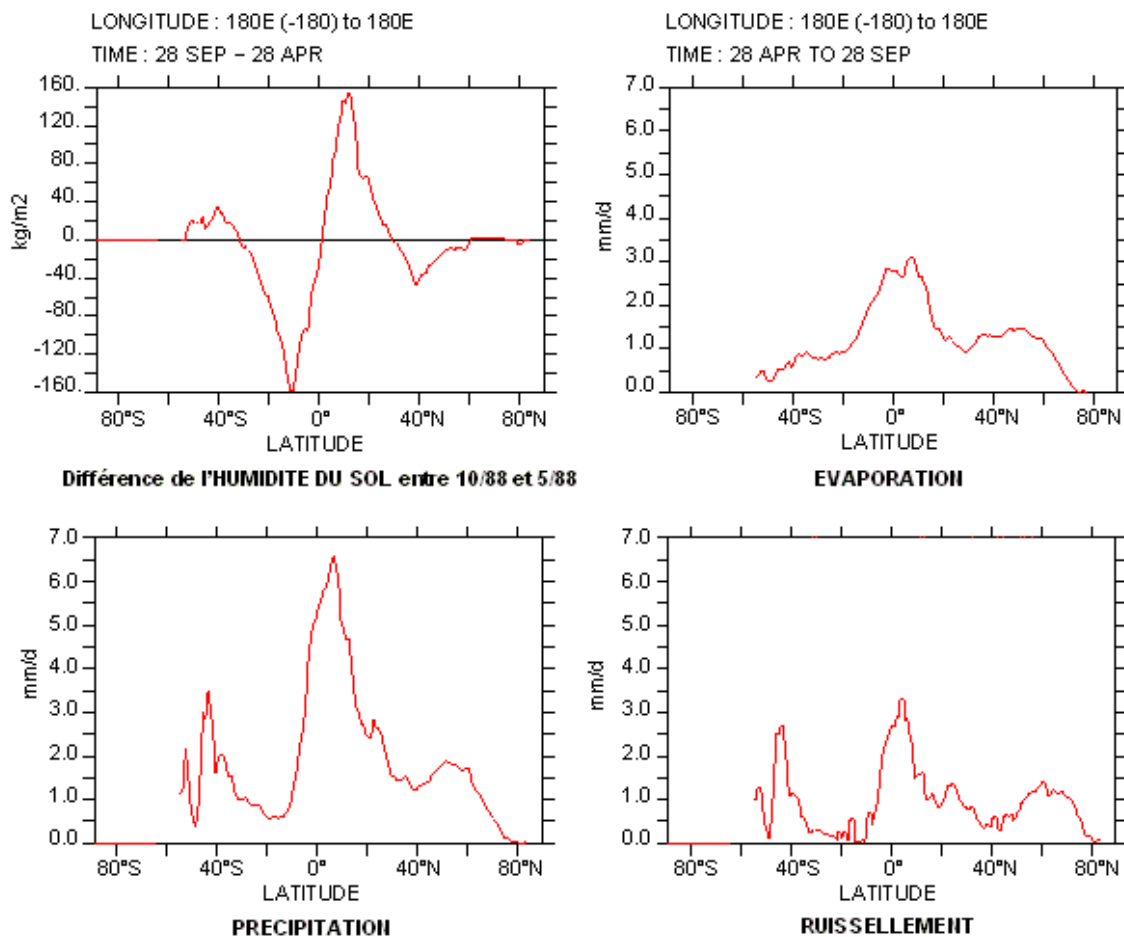 LONGITUDE : 180E (-180) to 180E
TIME : 28 SEP – 28 APR
160.
120.
80.
40.
0.
-40.
-80.
-120.
-160.
kg/m2
80°S 40°S 0° 40°N 80°N
LATITUDE
Différence de l'HUMIDITE DU SOL entre 10/88 et 5/88
LONGITUDE : 180E (-180) to 180E
TIME : 28 APR TO 28 SEP
7.0
6.0
5.0
4.0
3.0
2.0
1.0
0.0
mm/d
80°S 40°S 0° 40°N 80°N
LATITUDE
EVAPORATION
7.0
6.0
5.0
4.0
3.0
2.0
1.0
0.0
mm/d
80°S 40°S 0° 40°N 80°N
LATITUDE
PRECIPITATION
7.0
6.0
5.0
4.0
3.0
2.0
1.0
0.0
mm/d
80°S 40°S 0° 40°N 80°N
LATITUDE
RUISSELLEMENT